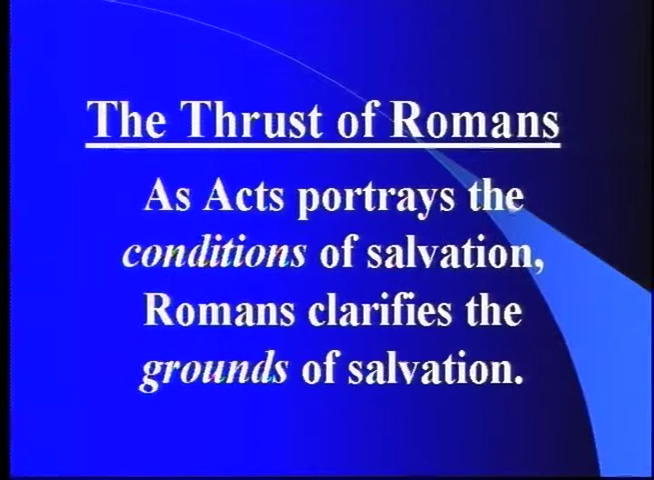 The Thrust of Romans
As Acts portrays the
conditions of salvation,
Romans clarifies the
grounds of salvation.